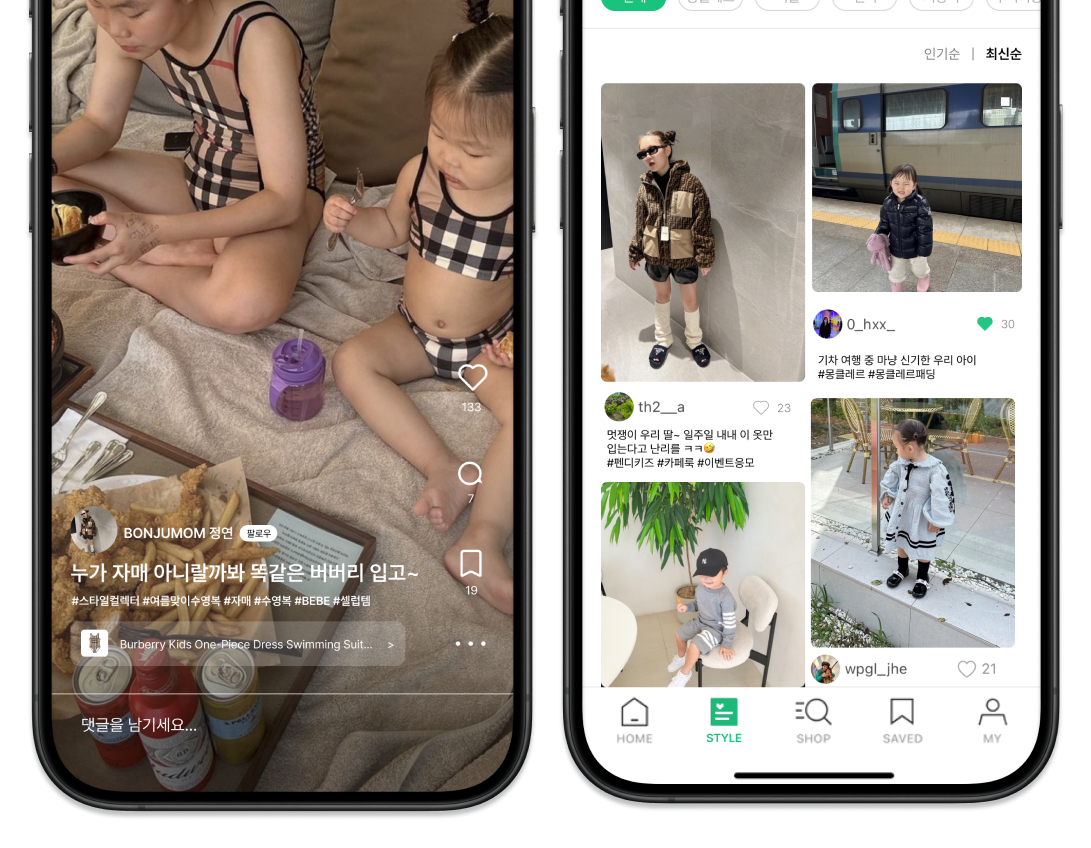 133
7
BONJUMOM 정연 팔로우
누가 자매 아니랄까봐 똑같은 버버리 입고~
#스타일컬렉터 #여름맞이수영복 #자매 #수영복 #BEBE #셀럽템
19
Burberry Kids One-Piece Dress Swimming Suit... >
댓글을 남기세요...
인기순 | 최신순
th2__a 23
멋쟁이 우리 딸~ 일주일 내내 이 옷만
입는다고 난리를 ㅋㅋ🤣
#펜디키즈 #카페룩 #이벤트응모
0_hxx_ 30
기차 여행 중 마냥 신기한 우리 아이
#몽클레르 #몽클레르패딩
wpgl_jhe 21
HOME STYLE SHOP SAVED MY